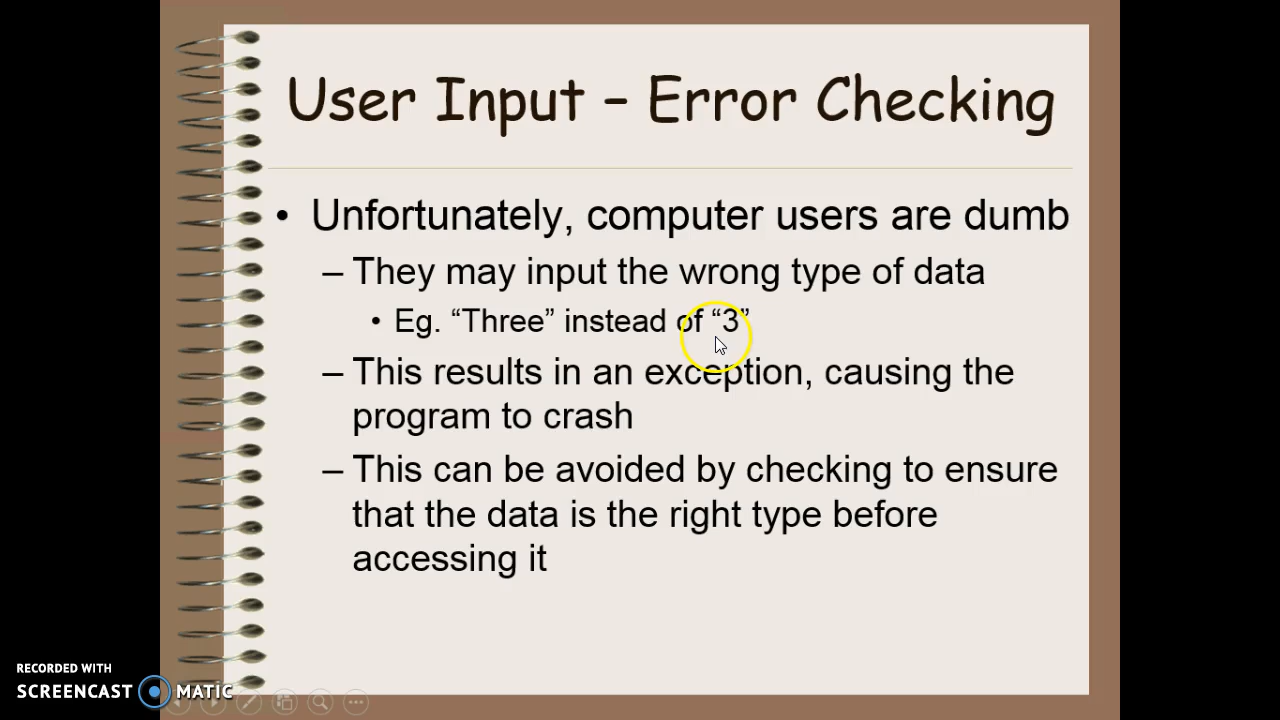 User Input – Error Checking
• Unfortunately, computer users are dumb
– They may input the wrong type of data
• Eg. “Three” instead of “3”
– This results in an exception, causing the
program to crash
– This can be avoided by checking to ensure
that the data is the right type before
accessing it
RECORDED WITH
SCREENCAST MATIC